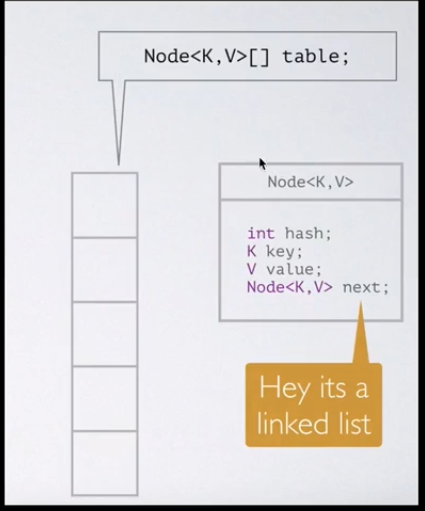 Node<K,V>[] table;
Node<K,V>
int hash;
K key;
V value;
Node<K,V> next;
Hey its a
linked list